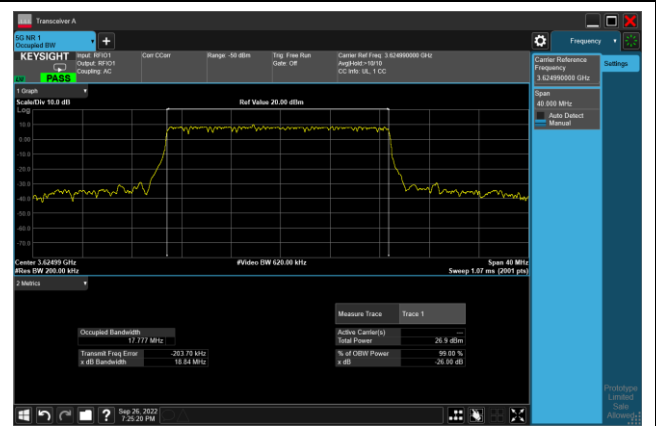 Transceiver A
5G NR 1
Occupied BW
Frequency
KEYSIGHT
Input: RFIO1
Output: RFIO1
Coupling: AC
Corr CCorr
Range: -50 dBm
Trig: Free Run
Gate: Off
Carrier Ref Freq: 3.624990000 GHz
Avg|Hold:>10/10
CC Info: UL, 1 CC
PASS
Carrier Reference
Frequency
3.624990000 GHz
Settings
Span
40.000 MHz
Auto Detect
Manual
1 Graph
Scale/Div 10.0 dB
Ref Value 20.00 dBm
Log
10.0
0.00
-10.0
-20.0
-30.0
-40.0
-50.0
-60.0
-70.0
Center 3.62499 GHz
#Res BW 200.00 kHz
#Video BW 620.00 kHz
Span 40 MHz
Sweep 1.07 ms (2001 pts)
2 Metrics
Measure Trace
Trace 1
Occupied Bandwidth
17.777 MHz
Active Carrier(s)
---
Total Power
26.9 dBm
Transmit Freq Error
-203.70 kHz
x dB Bandwidth
18.84 MHz
% of OBW Power
99.00 %
x dB
-26.00 dB
Prototype
Limited
Sale
Allowed
Sep 26, 2022
7:25:20 PM